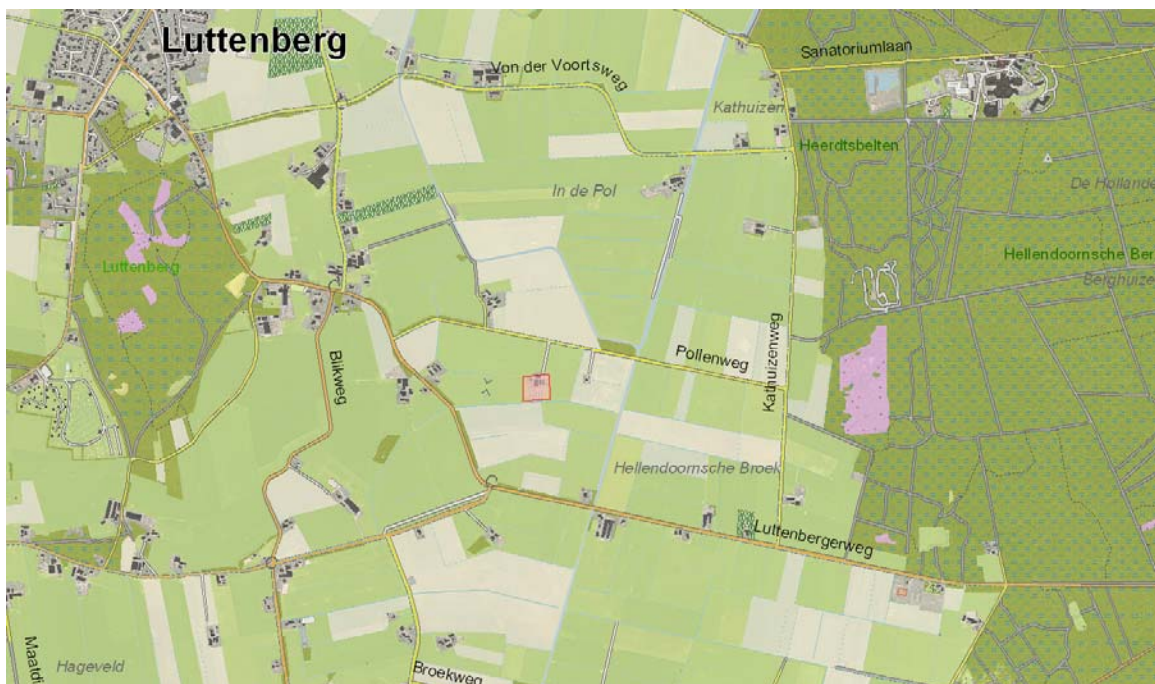 Luttenberg
Sanatoriumlaan
Von der Voortsweg
Kathuizen
Heerdtsbelten
In de Pol
De Hollande
Luttenberg
Hellendoornsche Ber
Berghuize
Blikweg
Pollenweg
Kathuizenweg
Hellendoornsche Broek
Luttenbergerweg
Maatdi
Hageveld
Broekweg